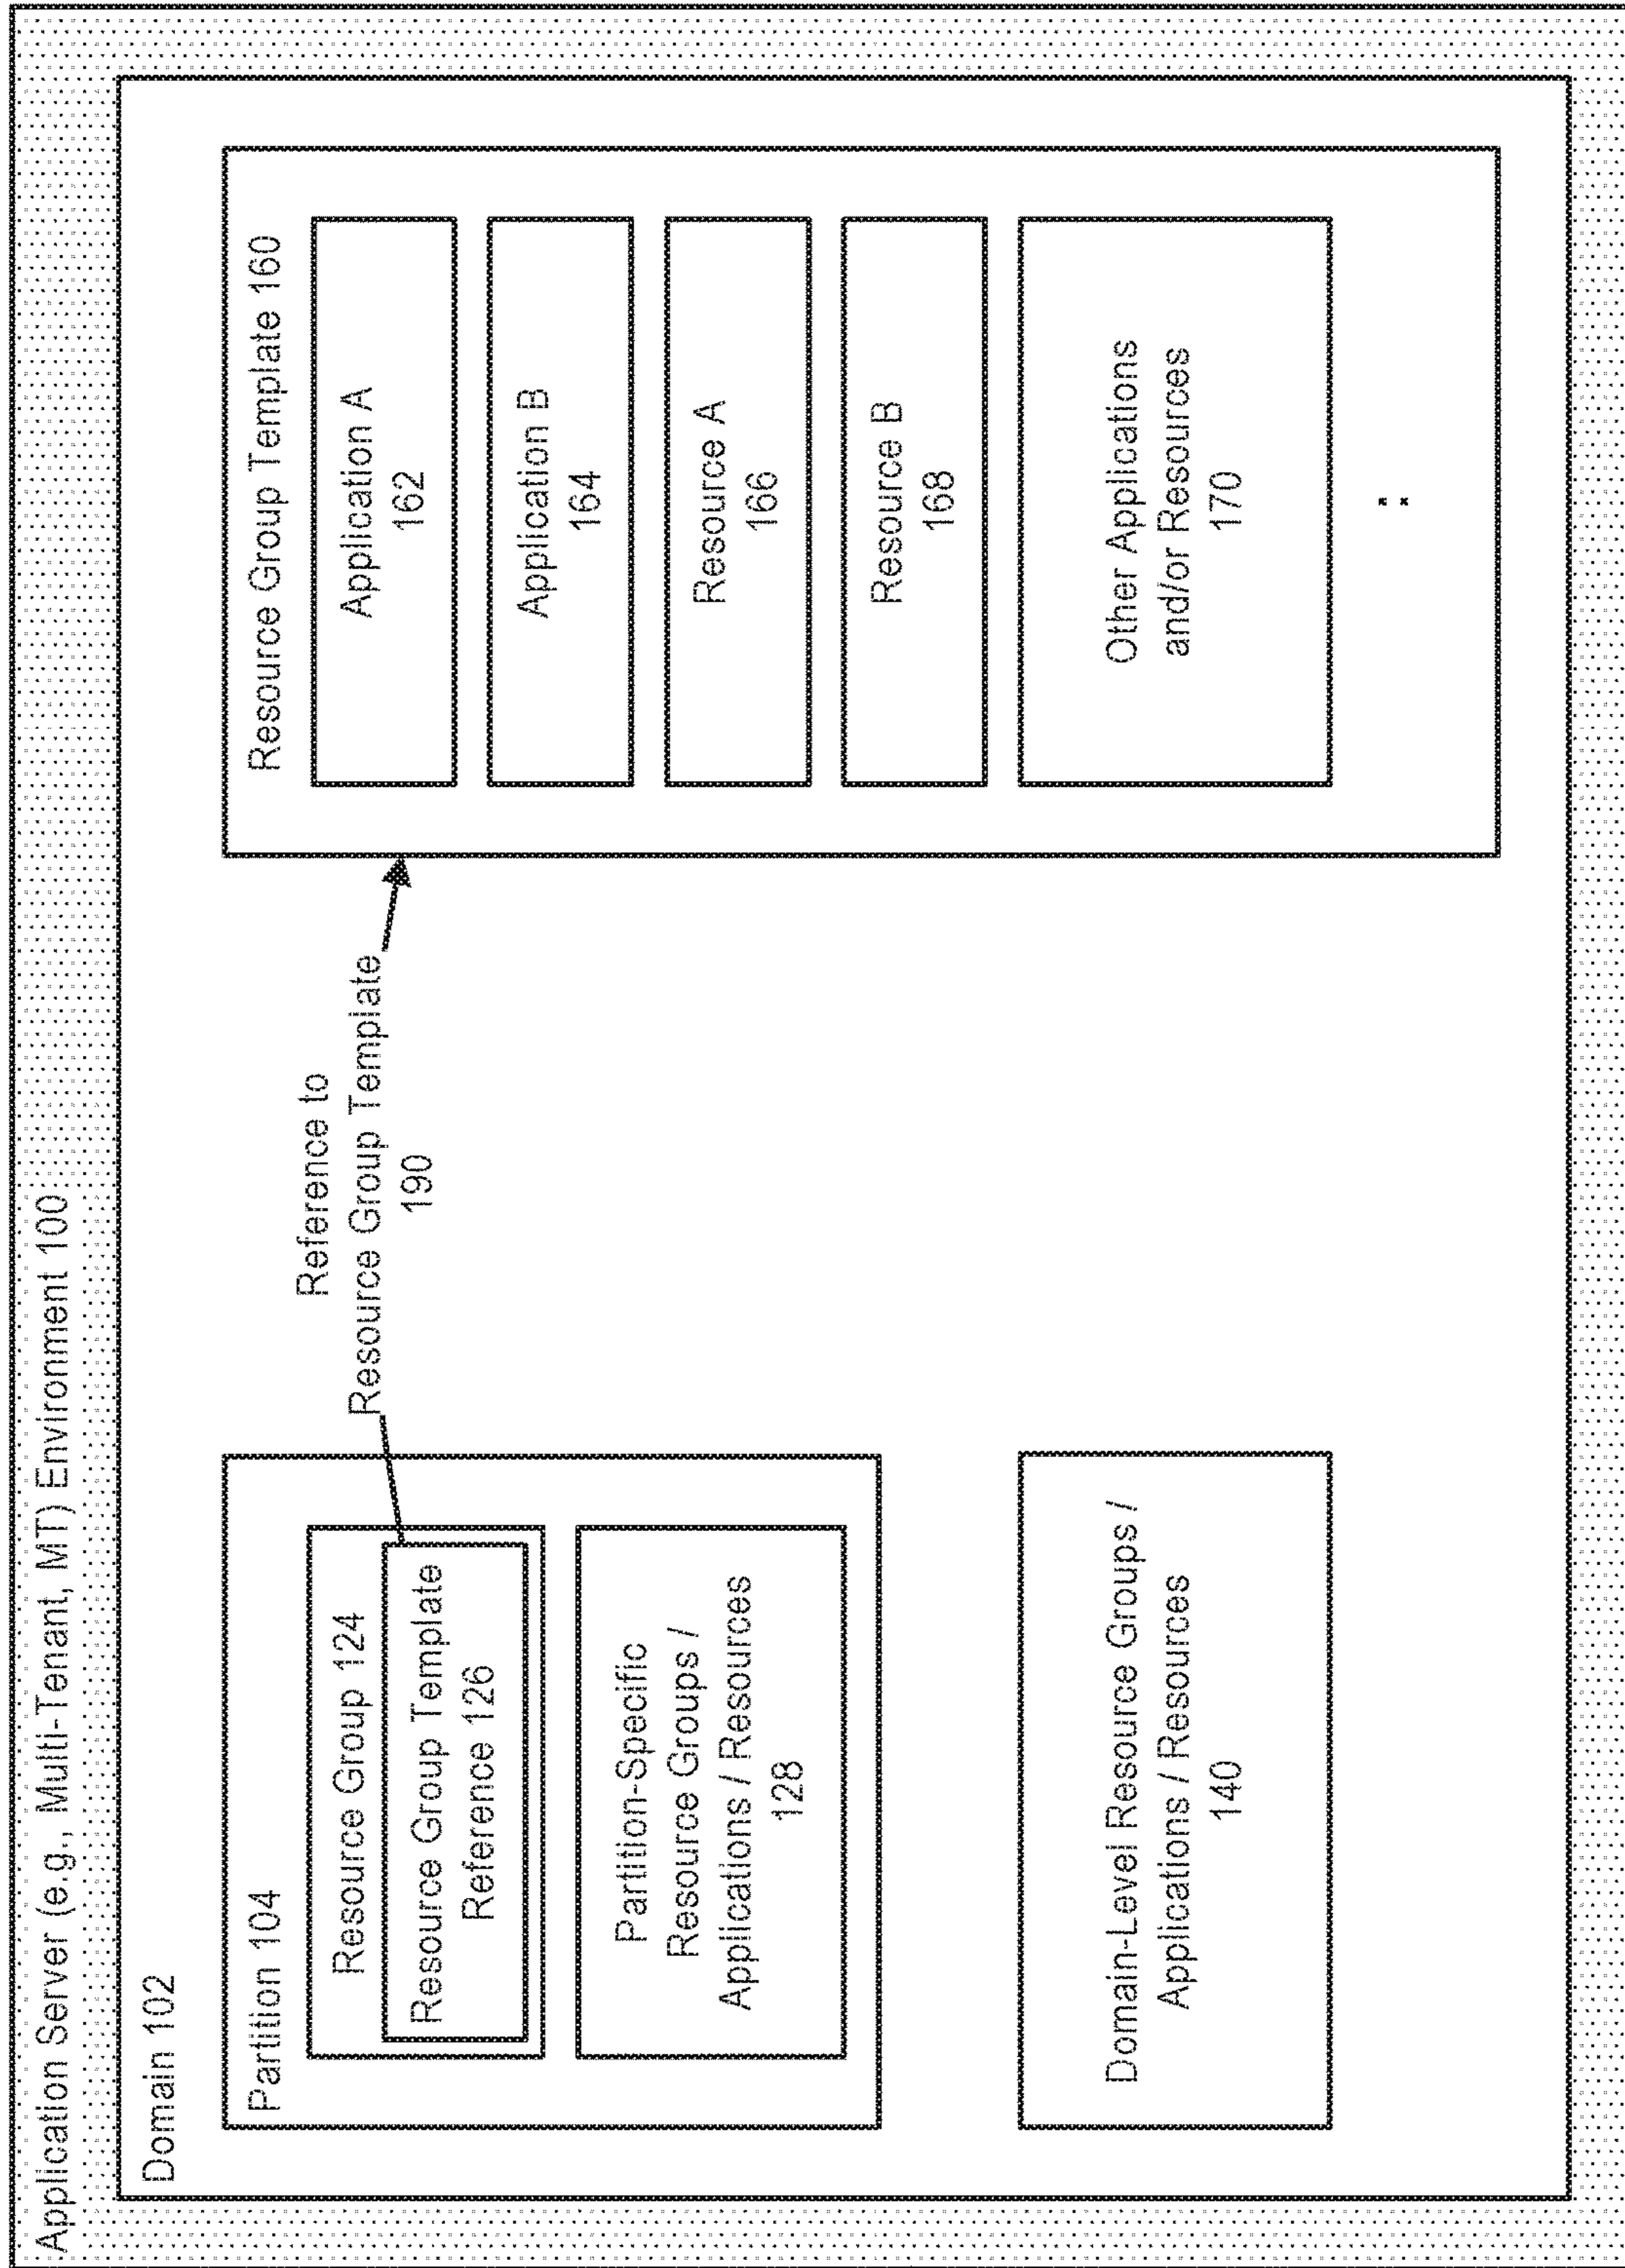 Application Server (e.g., Multi-Tenant, MT) Environment 100
Domain 102
Partition 104
Resource Group 124
Resource Group Template
Reference 126
Partition-Specific
Resource Groups /
Applications / Resources
128
Domain-Level Resource Groups /
Applications / Resources
140
Reference to
Resource Group Template
190
Resource Group Template 160
Application A
162
Application B
164
Resource A
166
Resource B
168
Other Applications
and/or Resources
170